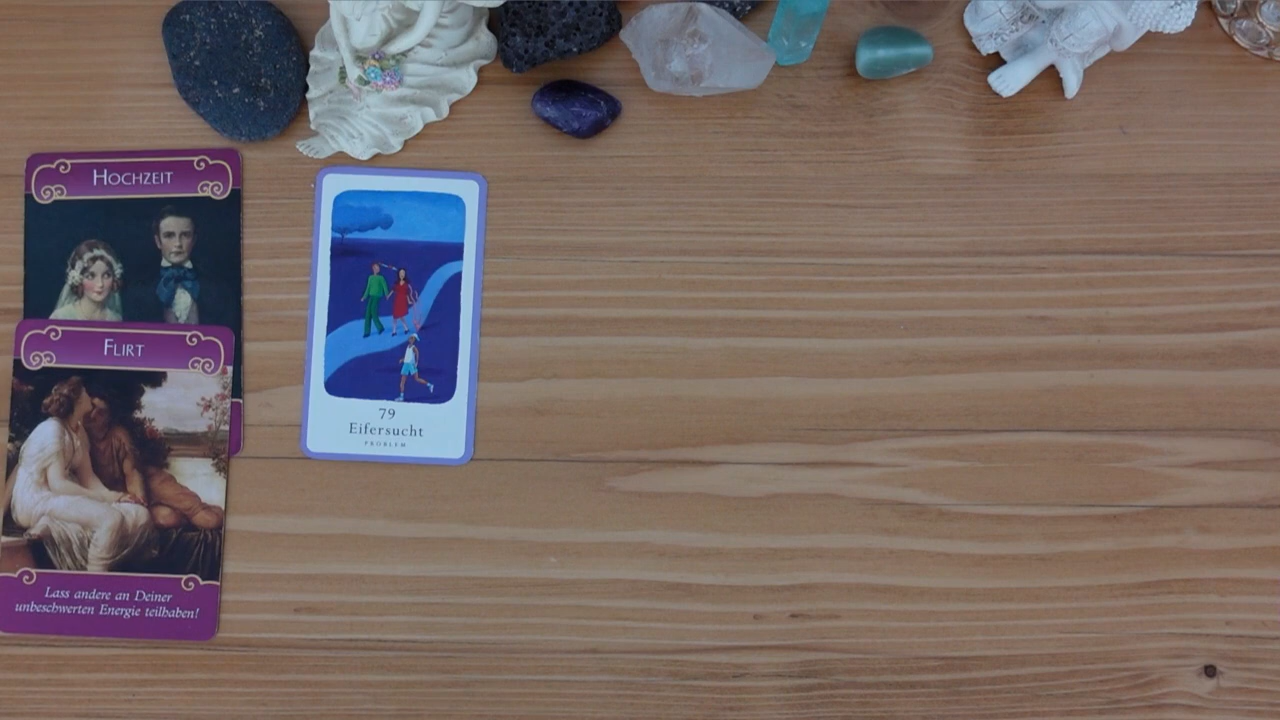 HOCHZEIT
FLIRT
Lass andere an Deiner
unbeschwerten Energie teilhaben!
79
Eifersucht
PROBLEM